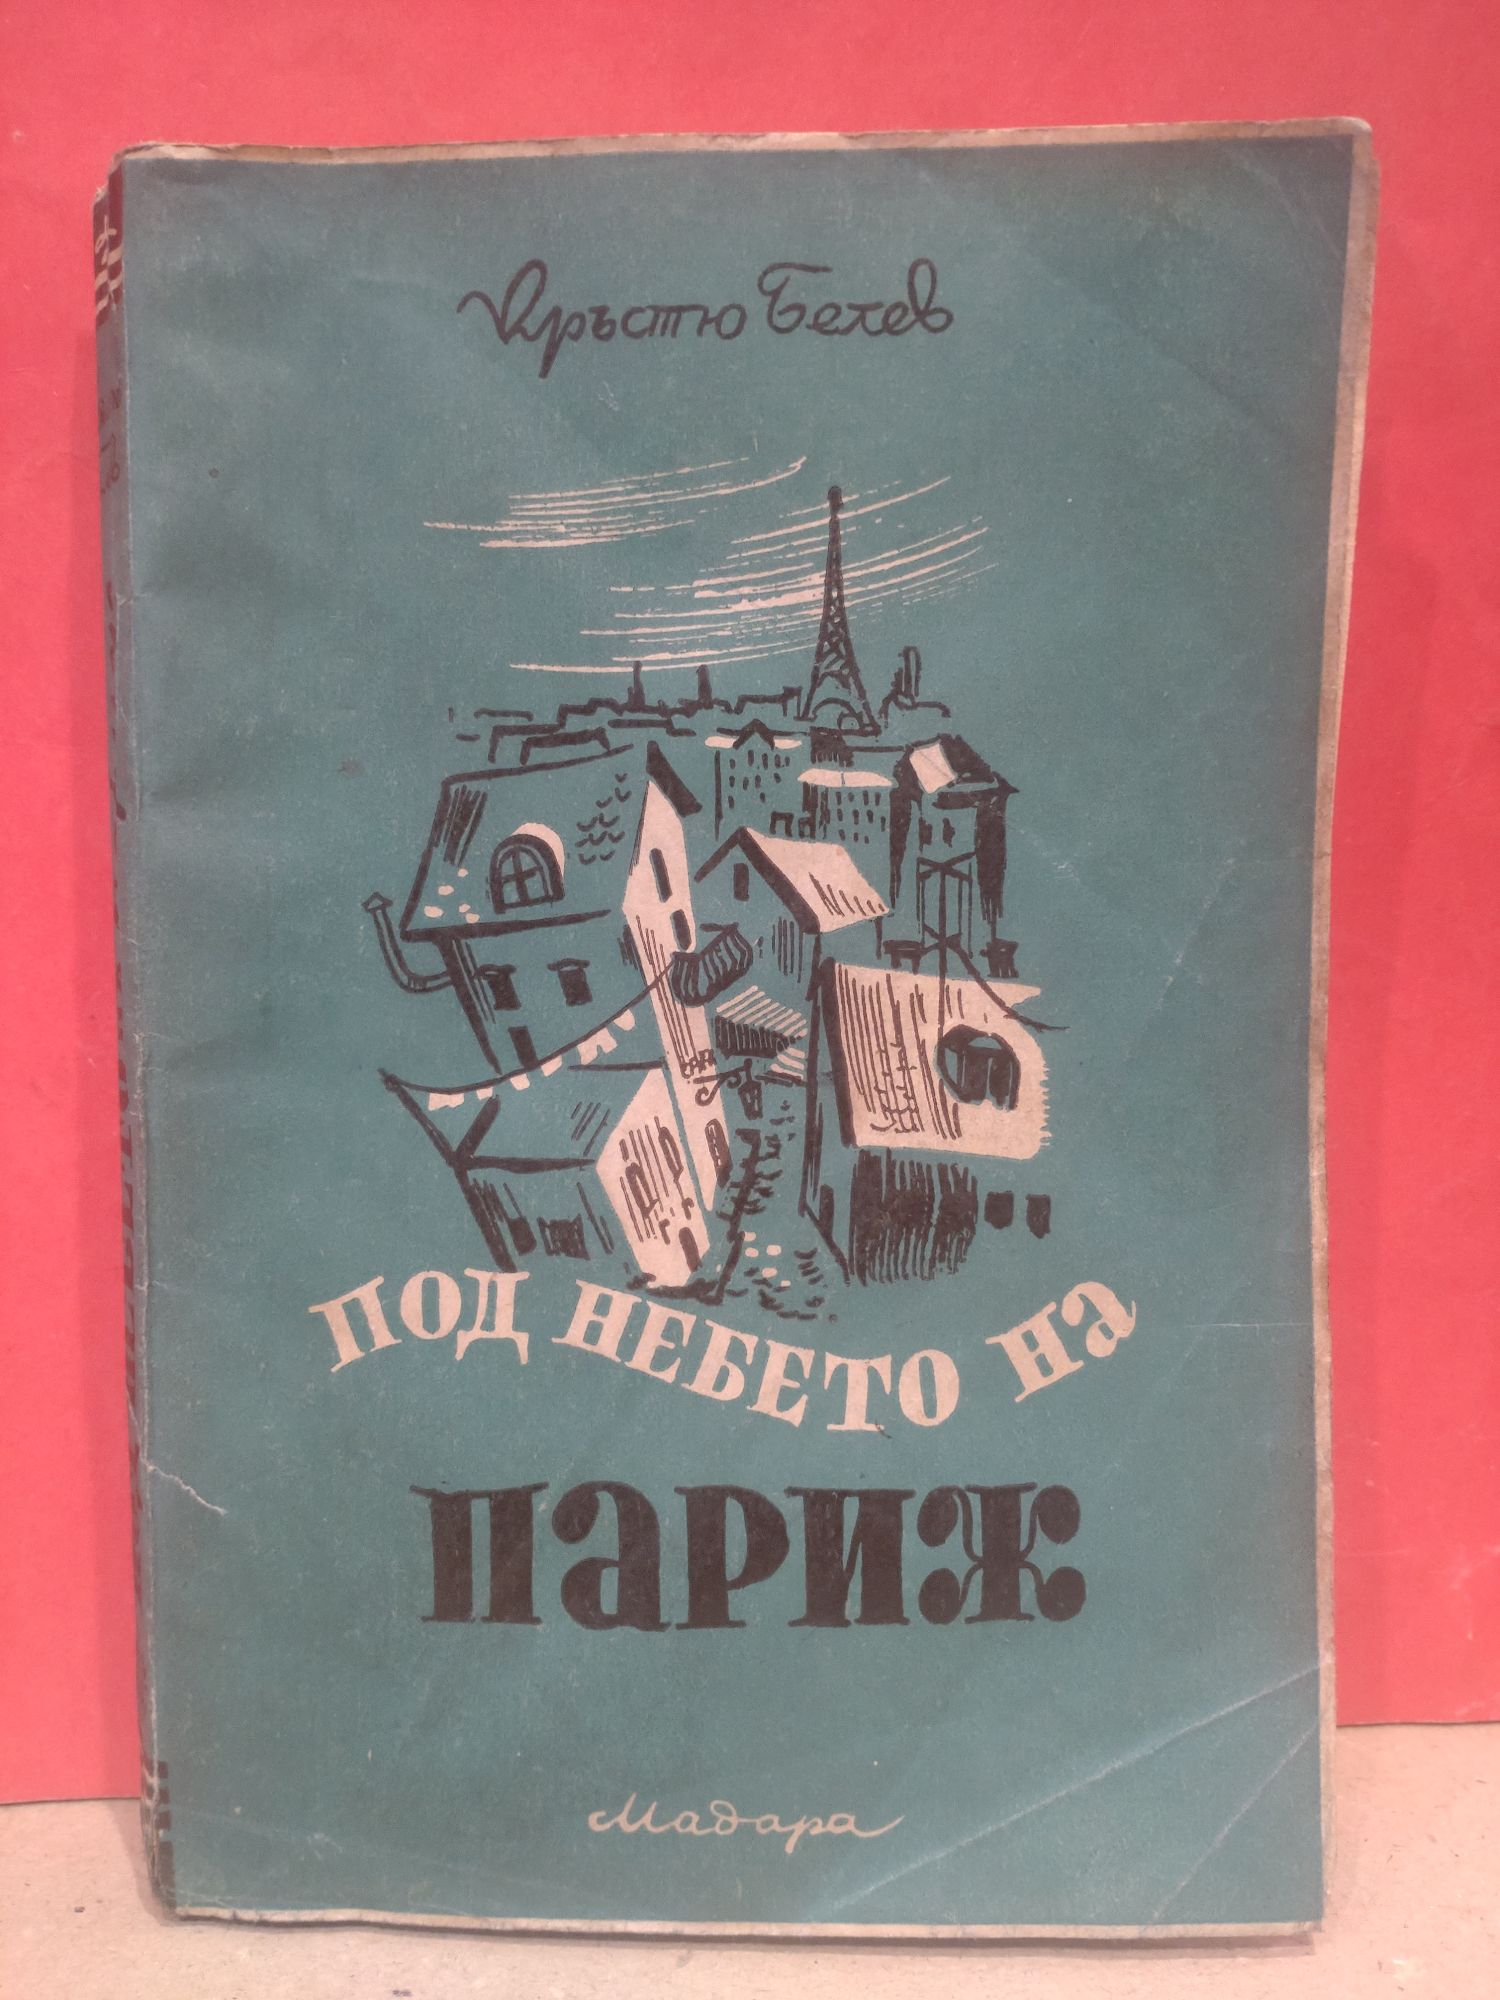 Кръстю Белев
ПОД НЕБЕТО НА
ПАРИЖ
Мадара